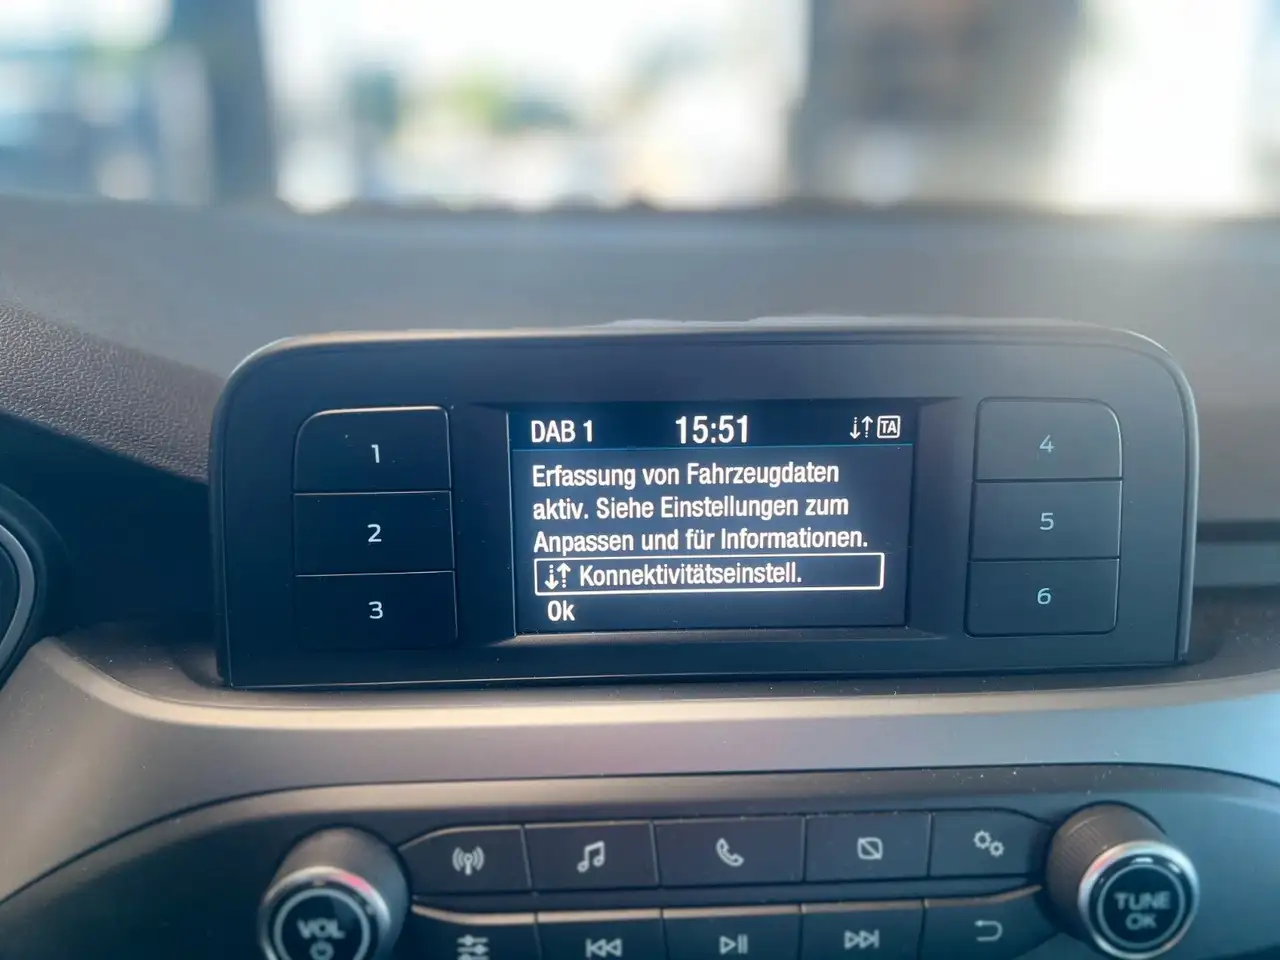 DAB 1 15:51 TA
Erfassung von Fahrzeugdaten
aktiv. Siehe Einstellungen zum
Anpassen und für Informationen.
Konnektivitätseinstell.
Ok
1
2
3
4
5
6
VOL
TUNE
OK